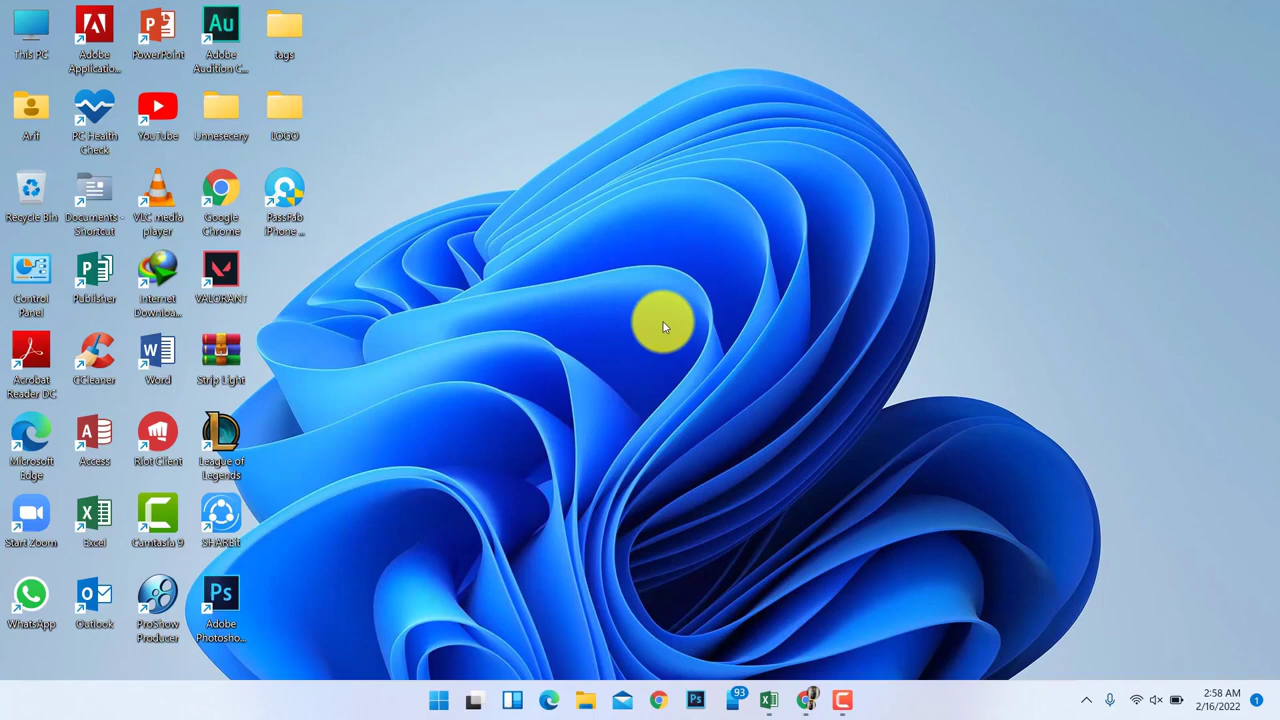 This PC
Adobe
Applicatio...
PowerPoint
Adobe
Audition C...
tags
Arif
PC Health
Check
YouTube
Unnesecery
LOGO
Recycle Bin
Documents -
Shortcut
VLC media
player
Google
Chrome
PassFab
iPhone ...
Control
Panel
Publisher
Internet
Downloa...
VALORANT
Acrobat
Reader DC
CCleaner
Word
Strip Light
Microsoft
Edge
Access
Riot Client
League of
Legends
Start Zoom
Excel
Camtasia 9
SHAREit
WhatsApp
Outlook
ProShow
Producer
Adobe
Photosho...
93
2:58 AM
2/16/2022
1